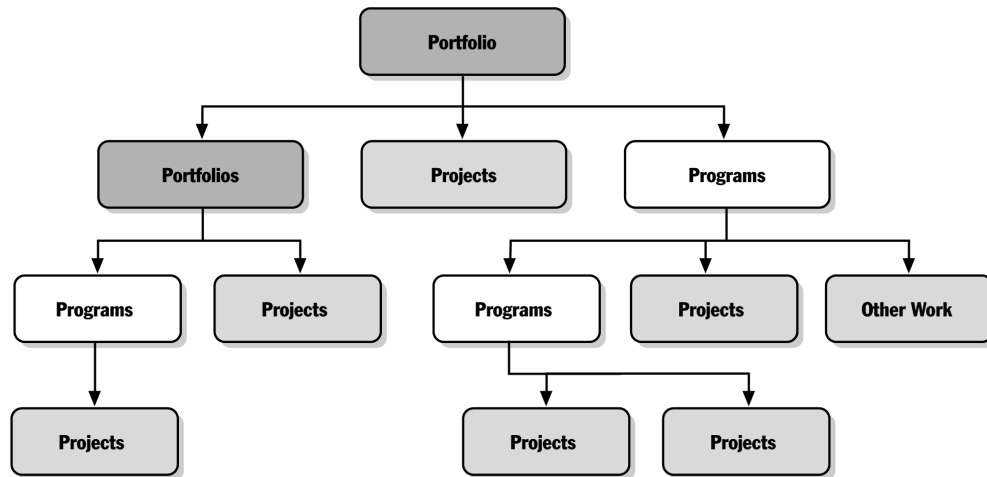 Portfolio
Portfolios
Projects
Programs
Programs
Projects
Programs
Projects
Other Work
Projects
Projects
Projects